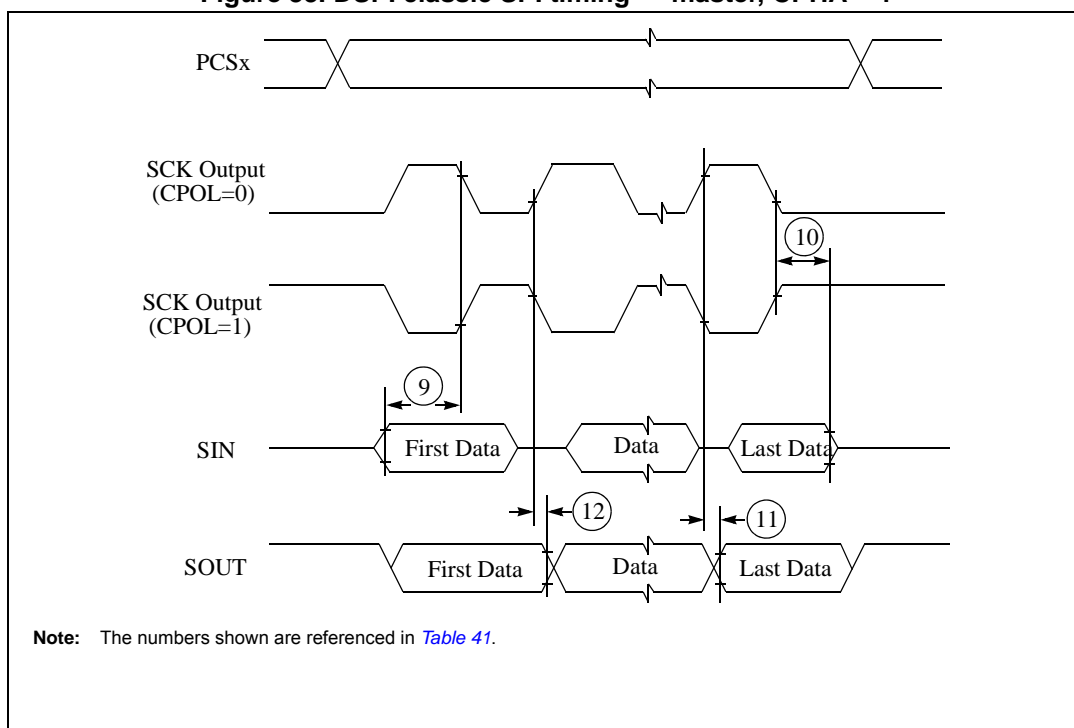 PCSx
SCK Output
(CPOL=0)
10
SCK Output
(CPOL=1)
9
SIN
First Data
Data
Last Data
12
11
SOUT
First Data
Data
Last Data
Note: The numbers shown are referenced in Table 41.